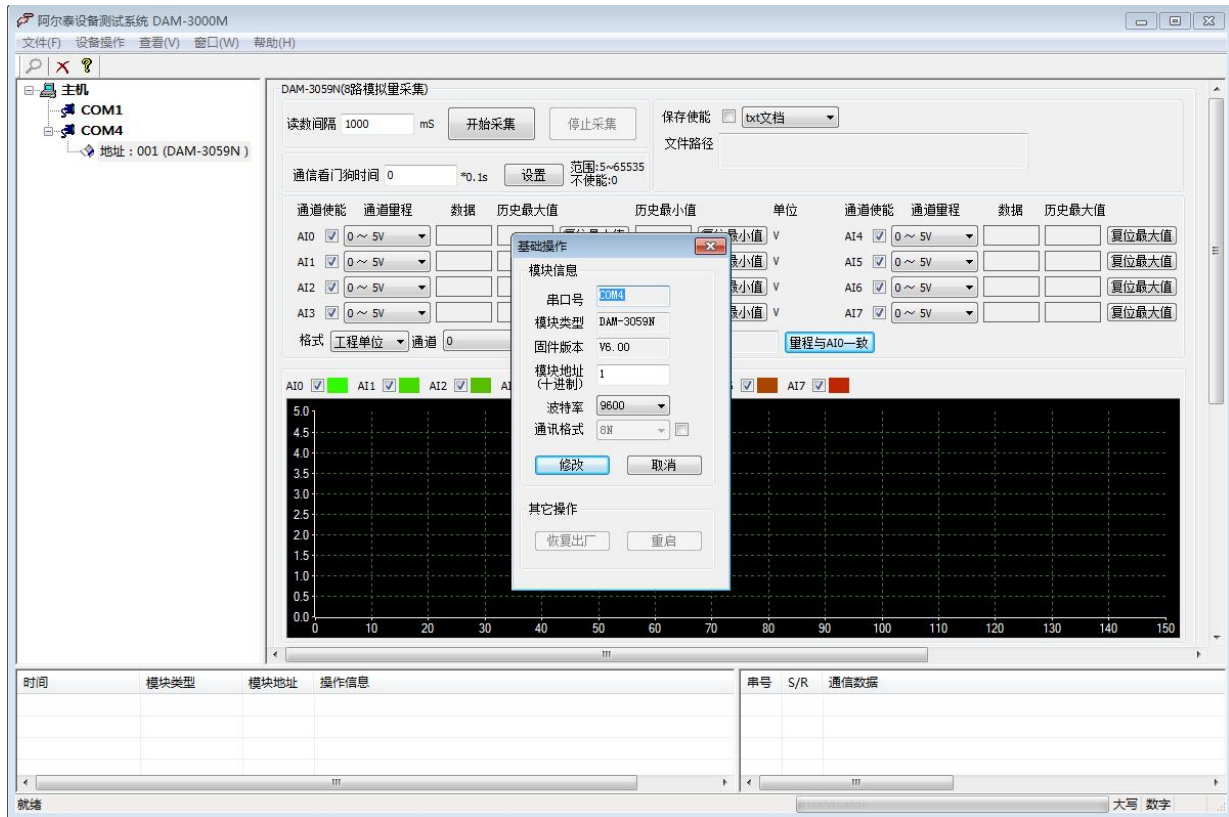 阿尔泰设备测试系统 DAM-3000M
文件(F) 设备操作 查看(V) 窗口(W) 帮助(H)
主机
COM1
COM4
地址：001 (DAM-3059N )
DAM-3059N(8路模拟量采集)
读数间隔 1000 mS 开始采集 停止采集
保存使能 txt文档
文件路径
通信看门狗时间 0 *0.1s 设置 范围:5~65535
不使能:0
通道使能 通道里程 数据 历史最大值 历史最小值 单位 通道使能 通道里程 数据 历史最大值
AI0 0～ 5V V AI4 0～ 5V 复位最大值
AI1 0～ 5V 最小值 V AI5 0～ 5V 复位最大值
AI2 0～ 5V 最小值 V AI6 0～ 5V 复位最大值
AI3 0～ 5V 最小值 V AI7 0～ 5V 复位最大值
格式 工程单位 通道 0 里程与AI0一致
基础操作
模块信息
串口号 COM4
模块类型 DAM-3059N
固件版本 V6.00
模块地址
(十进制) 1
波特率 9600
通讯格式 8N
修改 取消
其它操作
恢复出厂 重启
AI0 AI1 AI2 AI7
5.0
4.5
4.0
3.5
3.0
2.5
2.0
1.5
1.0
0.5
0.0
0 10 20 30 40 50 60 70 80 90 100 110 120 130 140 150
时间 模块类型 模块地址 操作信息
串号 S/R 通信数据
就绪 大写 数字